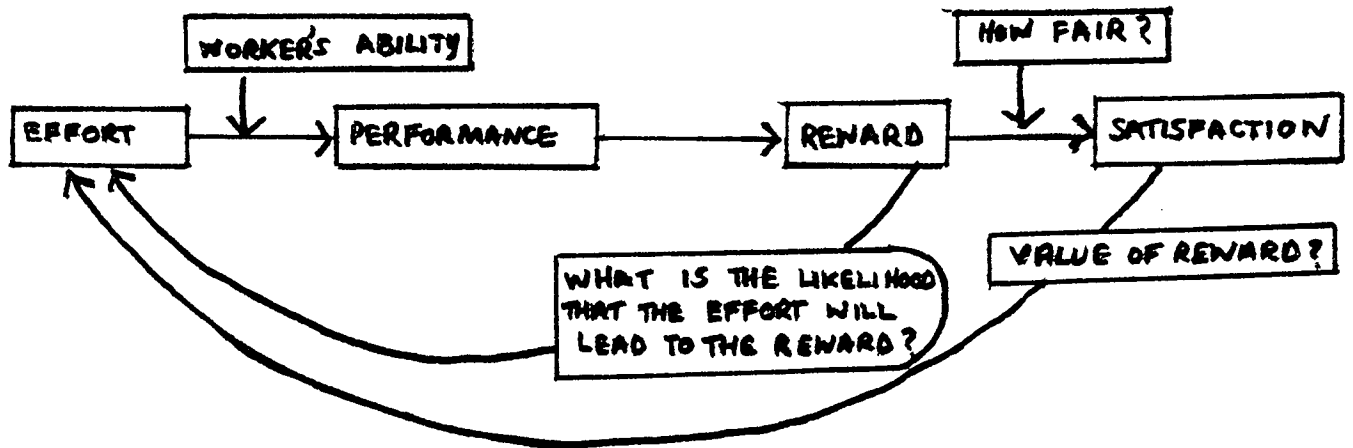 WORKER'S ABILITY
HOW FAIR?
EFFORT
PERFORMANCE
REWARD
SATISFACTION
VALUE OF REWARD?
WHAT IS THE LIKELIHOOD
THAT THE EFFORT WILL
LEAD TO THE REWARD?